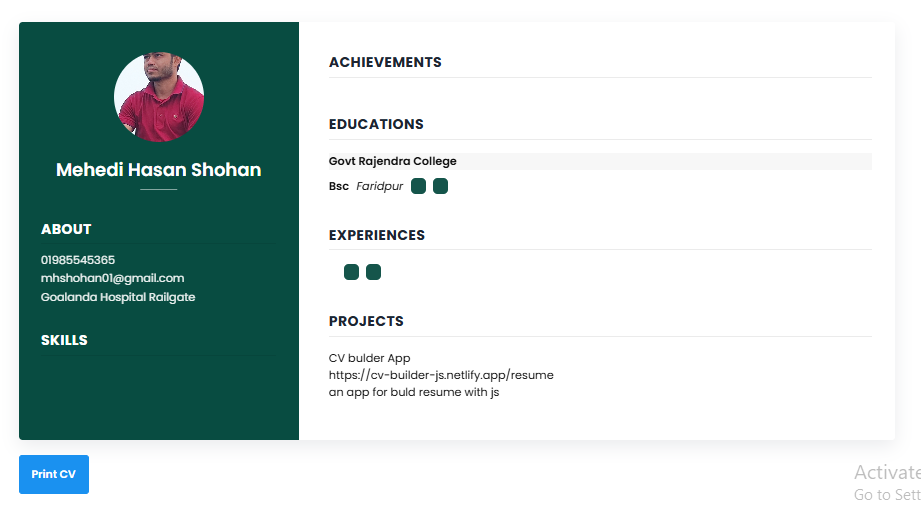 Mehedi Hasan Shohan
ABOUT
01985545365
mhshohan01@gmail.com
Goalanda Hospital Railgate
SKILLS
ACHIEVEMENTS
EDUCATIONS
Govt Rajendra College
Bsc Faridpur
EXPERIENCES
PROJECTS
CV bulder App
https://cv-builder-js.netlify.app/resume
an app for buld resume with js
Print CV
Activate
Go to Sett